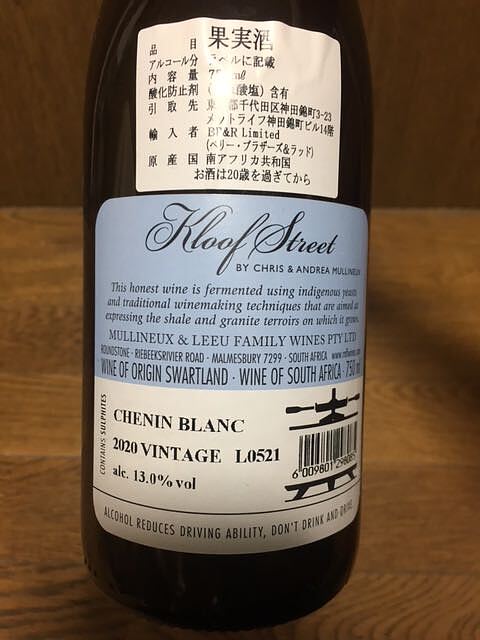 品目 果実酒
アルコール分 ラベルに記載
内容量 75 ml
酸化防止剤 酸塩）含有
引取先 東 都千代田区神田錦町3-23
メットライフ神田錦町ビル14階
輸入者 BB&R Limited
(ベリー・ブラザーズ&ラッド)
原産国 南アフリカ共和国
お酒は20歳を過ぎてから
Kloof Street
BY CHRIS & ANDREA MULLINEUX
This honest wine is fermented using indigenous yeasts
and traditional winemaking techniques that are aimed at
expressing the shale and granite terroirs on which it grows.
MULLINEUX & LEEU FAMILY WINES PTY LTD
ROUNDSTONE · RIEBEEKSRIVIER ROAD · MALMESBURY 7299 · SOUTH AFRICA
WINE OF ORIGIN SWARTLAND · WINE OF SOUTH AFRICA · 750 ml
CONTAINS SULPHITES
CHENIN BLANC
2020 VINTAGE L0521
alc. 13.0% vol
6 009801 298085
ALCOHOL REDUCES DRIVING ABILITY, DON'T DRINK AND DRIVE.